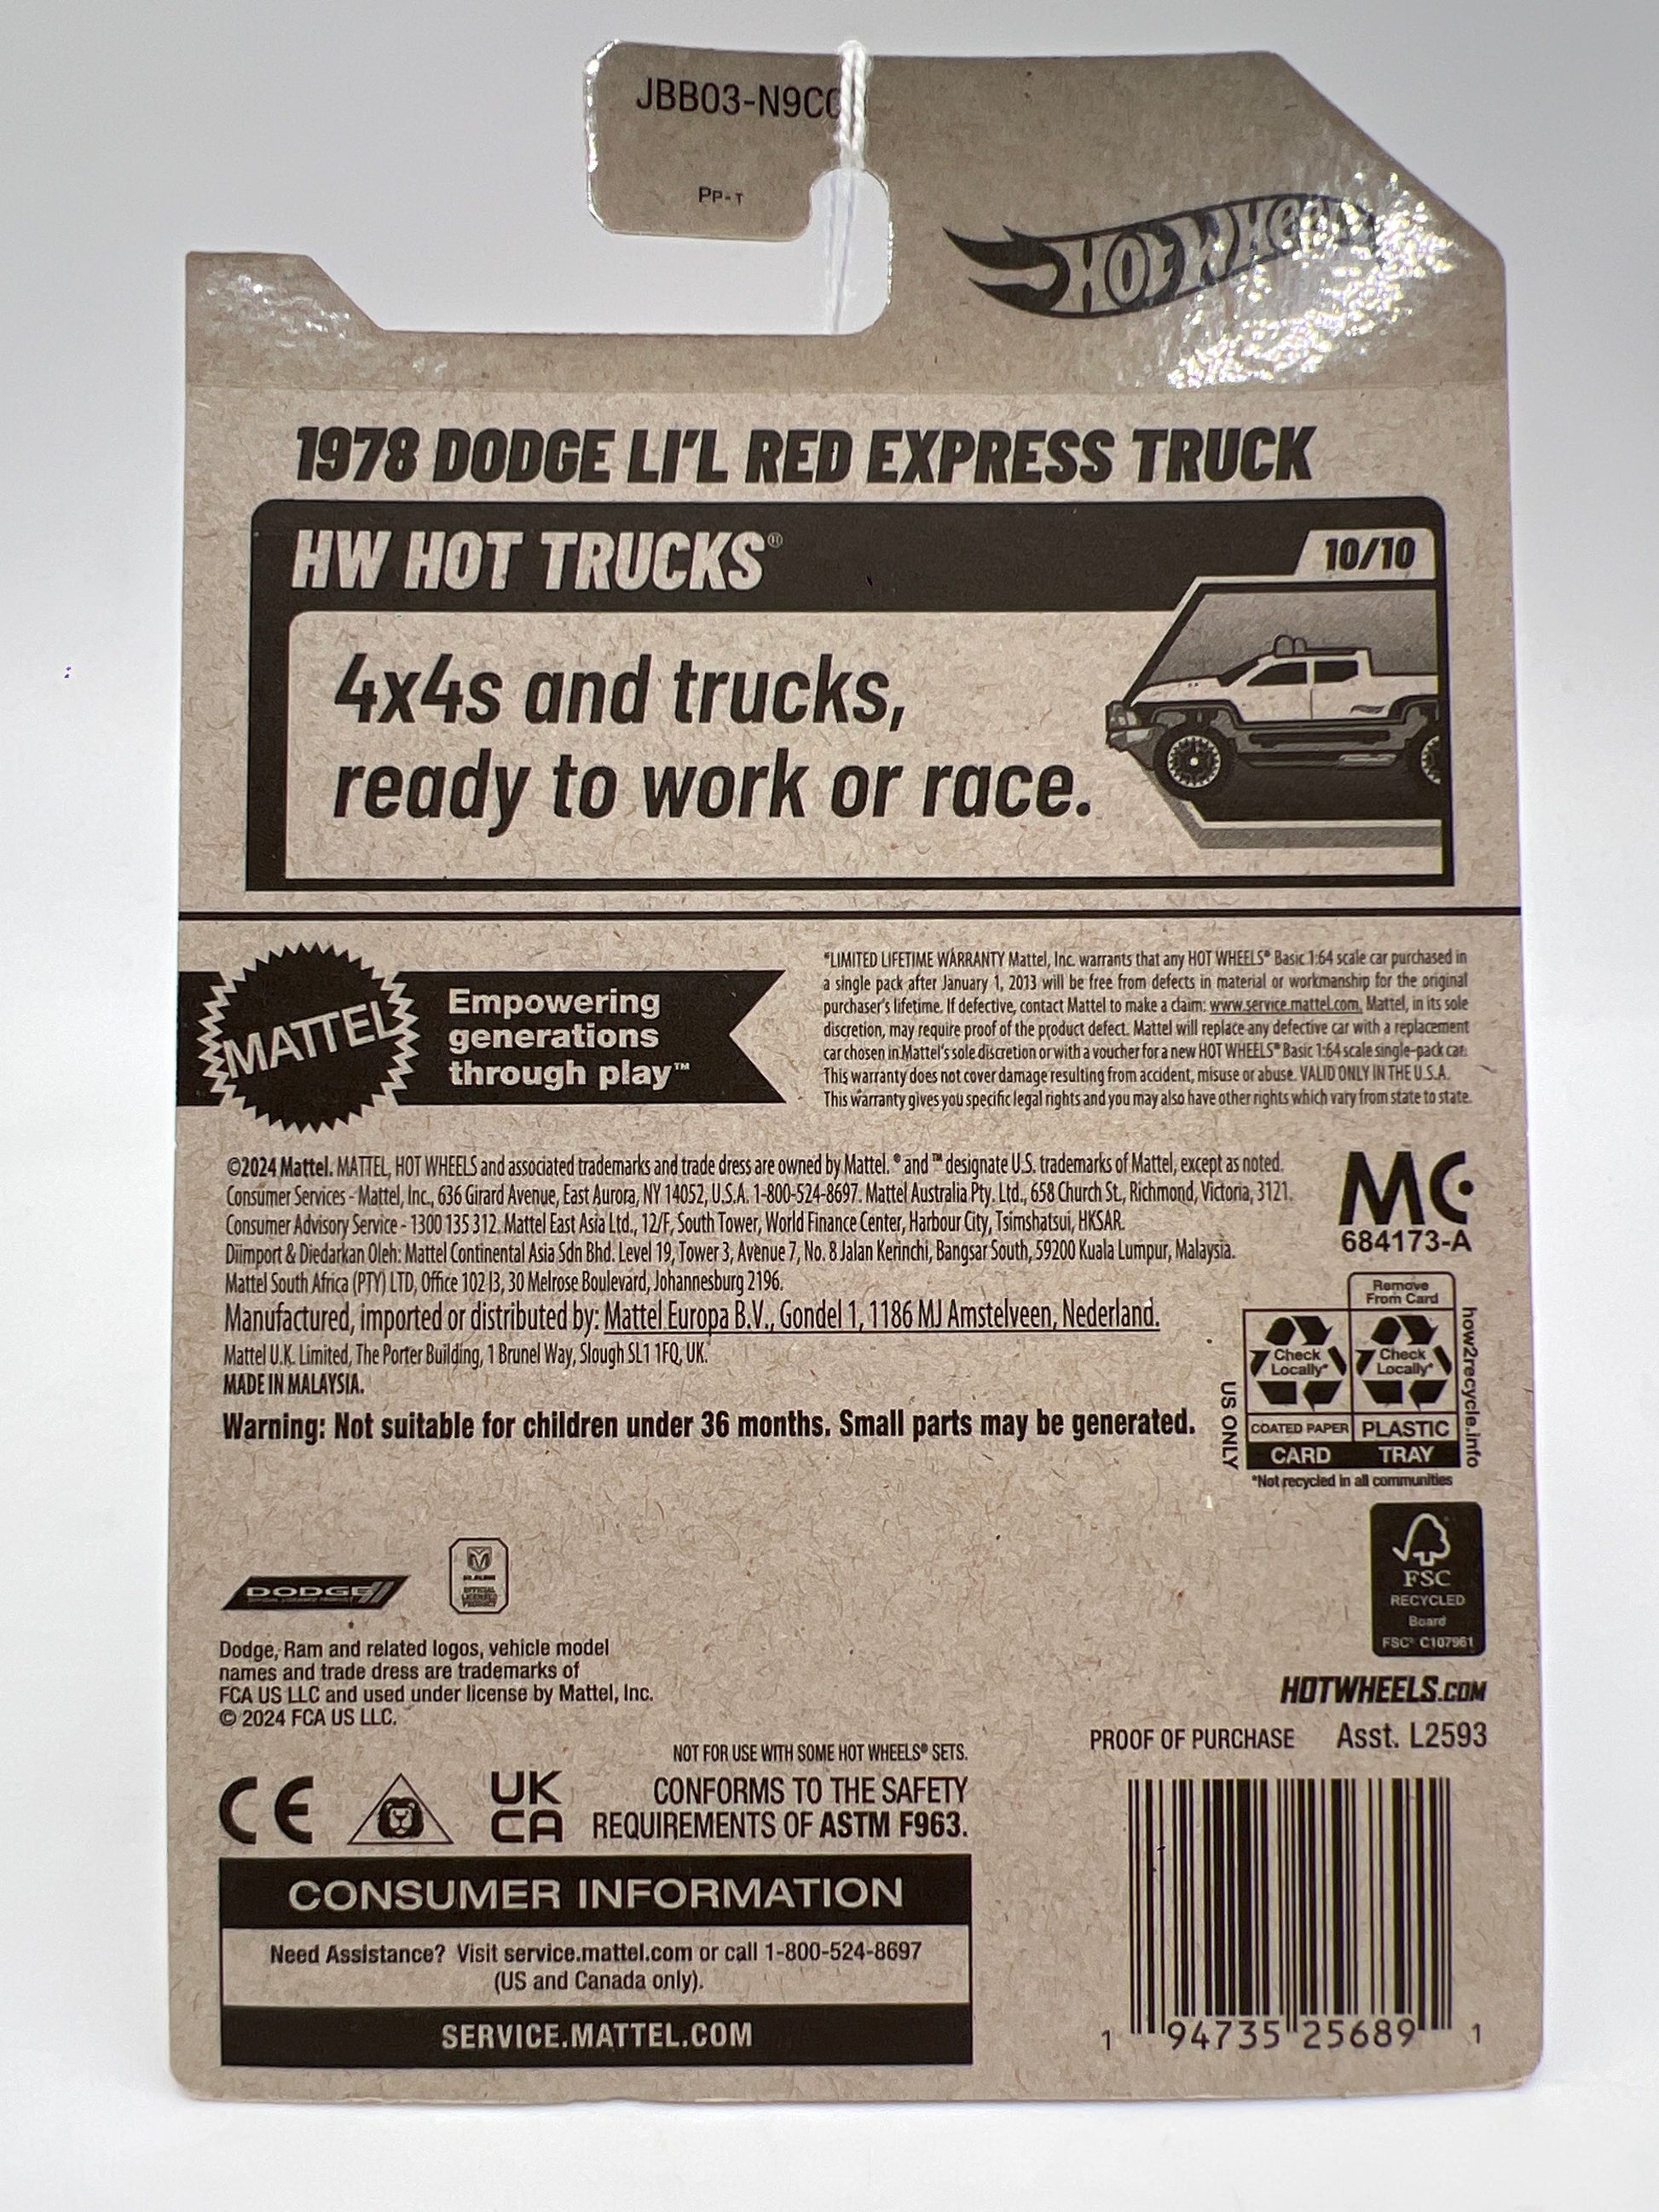 JBB03-N9C
PP-T
HOT WHEELS
1978 DODGE LI'L RED EXPRESS TRUCK
HW HOT TRUCKS®
10/10
4x4s and trucks,
ready to work or race.
MATTEL
Empowering
generations
through play™
*LIMITED LIFETIME WARRANTY Mattel, Inc. warrants that any HOT WHEELS® Basic 1:64 scale car purchased in
a single pack after January 1, 2013 will be free from defects in material or workmanship for the original
purchaser's lifetime. If defective, contact Mattel to make a claim: www.service.mattel.com. Mattel, in its sole
discretion, may require proof of the product defect. Mattel will replace any defective car with a replacement
car chosen in Mattel's sole discretion or with a voucher for a new HOT WHEELS® Basic 1:64 scale single-pack car.
This warranty does not cover damage resulting from accident, misuse or abuse. VALID ONLY IN THE U.S.A.
This warranty gives you specific legal rights and you may also have other rights which vary from state to state.
©2024 Mattel. MATTEL, HOT WHEELS and associated trademarks and trade dress are owned by Mattel. ® and ™ designate U.S. trademarks of Mattel, except as noted.
Consumer Services - Mattel, Inc., 636 Girard Avenue, East Aurora, NY 14052, U.S.A. 1-800-524-8697. Mattel Australia Pty. Ltd., 658 Church St., Richmond, Victoria, 3121.
Consumer Advisory Service - 1300 135 312. Mattel East Asia Ltd., 12/F, South Tower, World Finance Center, Harbour City, Tsimshatsui, HKSAR.
Diimport & Diedarkan Oleh: Mattel Continental Asia Sdn Bhd. Level 19, Tower 3, Avenue 7, No. 8 Jalan Kerinchi, Bangsar South, 59200 Kuala Lumpur, Malaysia.
Mattel South Africa (PTY) LTD, Office 102 I3, 30 Melrose Boulevard, Johannesburg 2196.
Manufactured, imported or distributed by: Mattel Europa B.V., Gondel 1, 1186 MJ Amstelveen, Nederland.
Mattel U.K. Limited, The Porter Building, 1 Brunel Way, Slough SL1 1FQ, UK.
MADE IN MALAYSIA.
Warning: Not suitable for children under 36 months. Small parts may be generated.
MC
684173-A
Remove
From Card
Check
Locally*
Check
Locally*
COATED PAPER
PLASTIC
CARD
TRAY
US ONLY
how2recycle.info
*Not recycled in all communities
FSC
RECYCLED
Board
FSC® C107961
DODGE
RAM
OFFICIAL
LICENSED
PRODUCT
Dodge, Ram and related logos, vehicle model
names and trade dress are trademarks of
FCA US LLC and used under license by Mattel, Inc.
© 2024 FCA US LLC.
HOTWHEELS.COM
PROOF OF PURCHASE Asst. L2593
NOT FOR USE WITH SOME HOT WHEELS® SETS.
CE
UK
CA
CONFORMS TO THE SAFETY
REQUIREMENTS OF ASTM F963.
CONSUMER INFORMATION
Need Assistance? Visit service.mattel.com or call 1-800-524-8697
(US and Canada only).
SERVICE.MATTEL.COM
1 94735 25689 1